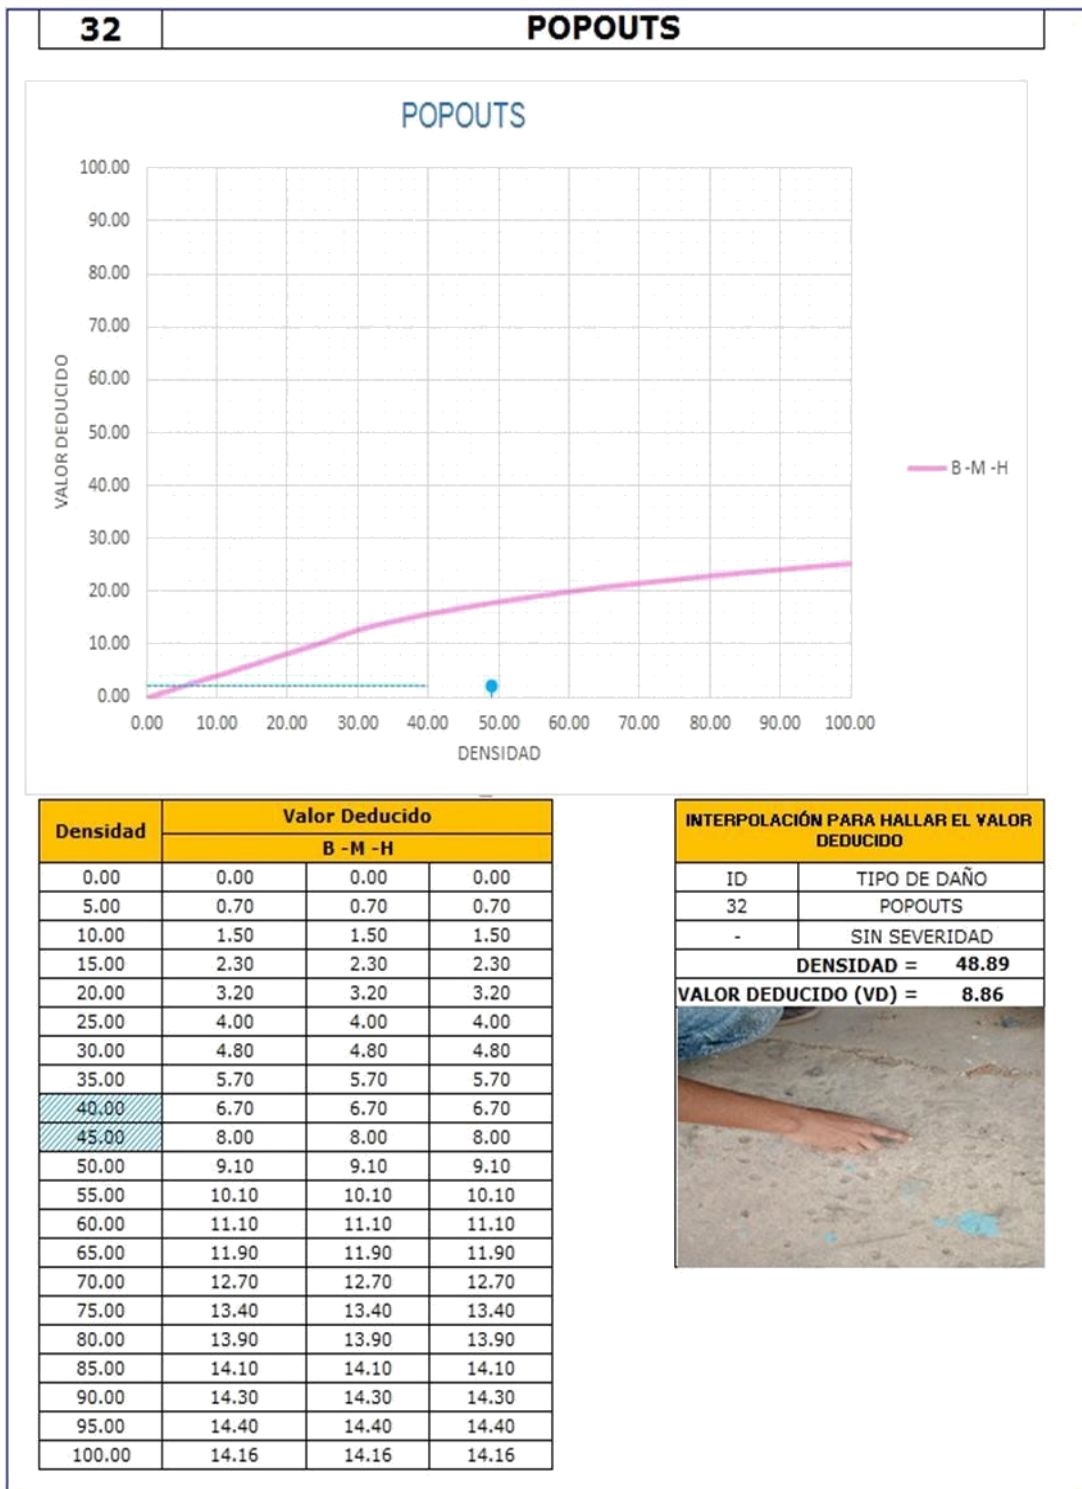 32 POPOUTS
POPOUTS
100.00
90.00
80.00
70.00
60.00
50.00
40.00
30.00
20.00
10.00
0.00
VALOR DEDUCIDO
0.00 10.00 20.00 30.00 40.00 50.00 60.00 70.00 80.00 90.00 100.00
DENSIDAD
B -M -H
Densidad Valor Deducido
B -M -H
0.00 0.00 0.00 0.00
5.00 0.70 0.70 0.70
10.00 1.50 1.50 1.50
15.00 2.30 2.30 2.30
20.00 3.20 3.20 3.20
25.00 4.00 4.00 4.00
30.00 4.80 4.80 4.80
35.00 5.70 5.70 5.70
40.00 6.70 6.70 6.70
45.00 8.00 8.00 8.00
50.00 9.10 9.10 9.10
55.00 10.10 10.10 10.10
60.00 11.10 11.10 11.10
65.00 11.90 11.90 11.90
70.00 12.70 12.70 12.70
75.00 13.40 13.40 13.40
80.00 13.90 13.90 13.90
85.00 14.10 14.10 14.10
90.00 14.30 14.30 14.30
95.00 14.40 14.40 14.40
100.00 14.16 14.16 14.16
INTERPOLACIÓN PARA HALLAR EL VALOR
DEDUCIDO
ID TIPO DE DAÑO
32 POPOUTS
- SIN SEVERIDAD
DENSIDAD = 48.89
VALOR DEDUCIDO (VD) = 8.86